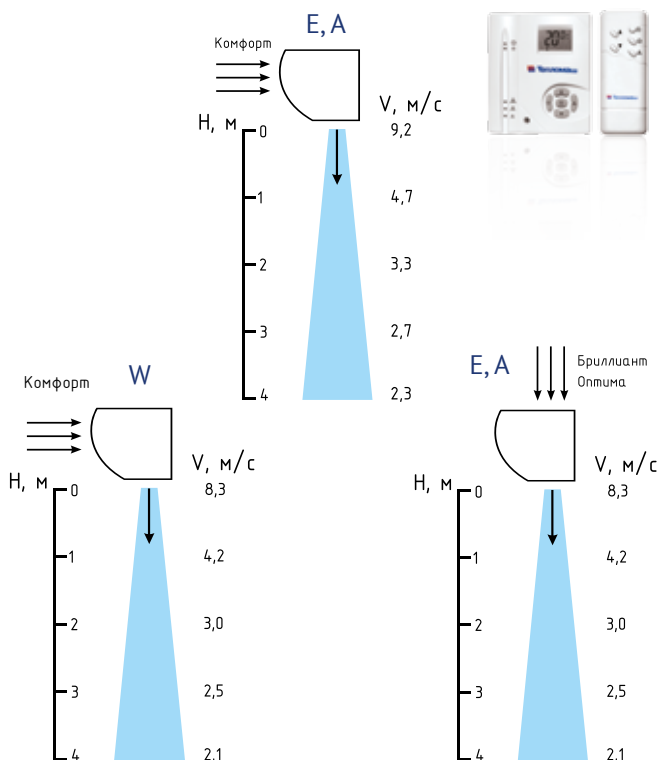 E, A
Комфорт
V, м/с
H, м
0 9,2
1 4,7
2 3,3
3 2,7
4 2,3
20°
Тепломаш
W
Комфорт
V, м/с
H, м
0 8,3
1 4,2
2 3,0
3 2,5
4 2,1
E, A
Бриллиант
Оптима
V, м/с
H, м
0 8,3
1 4,2
2 3,0
3 2,5
4 2,1